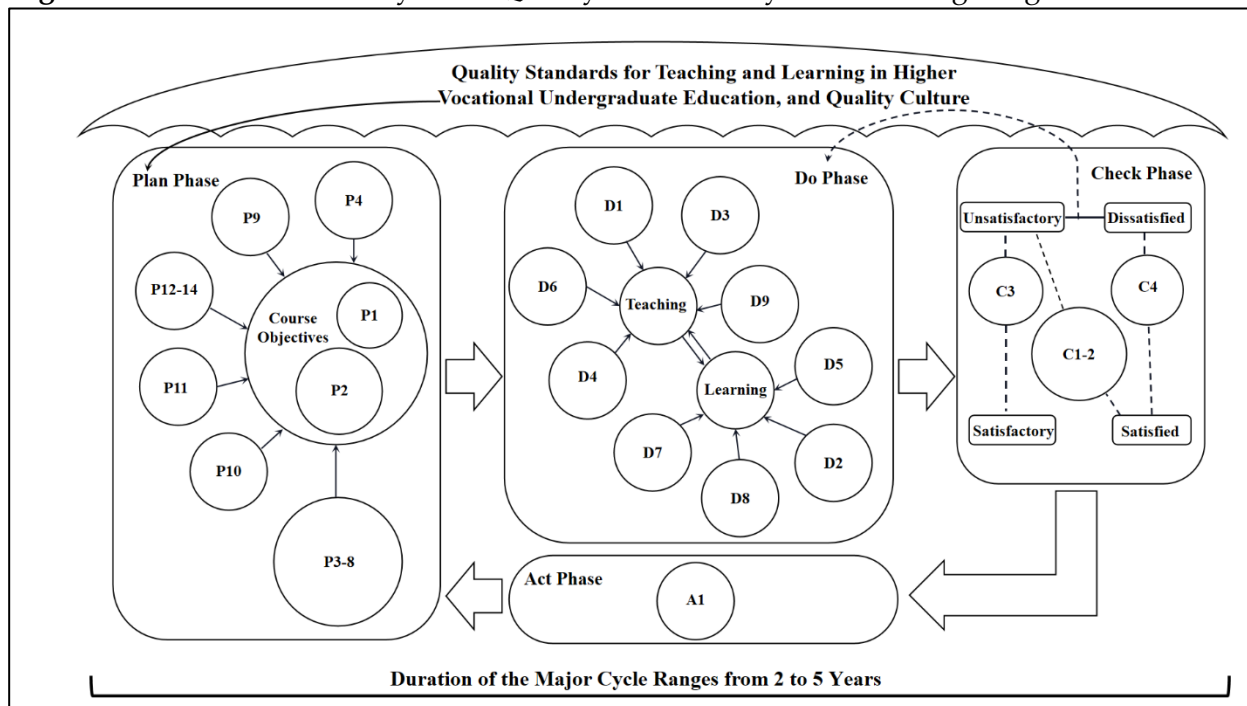 Quality Standards for Teaching and Learning in Higher
Vocational Undergraduate Education, and Quality Culture
Plan Phase
P9
P4
P12-14
Course
Objectives
P1
P11
P2
P10
P3-8
Do Phase
D1
D3
D6
Teaching
D9
D4
Learning
D5
D7
D2
D8
Check Phase
Unsatisfactory
Dissatisfied
C3
C4
C1-2
Satisfactory
Satisfied
Act Phase
A1
Duration of the Major Cycle Ranges from 2 to 5 Years